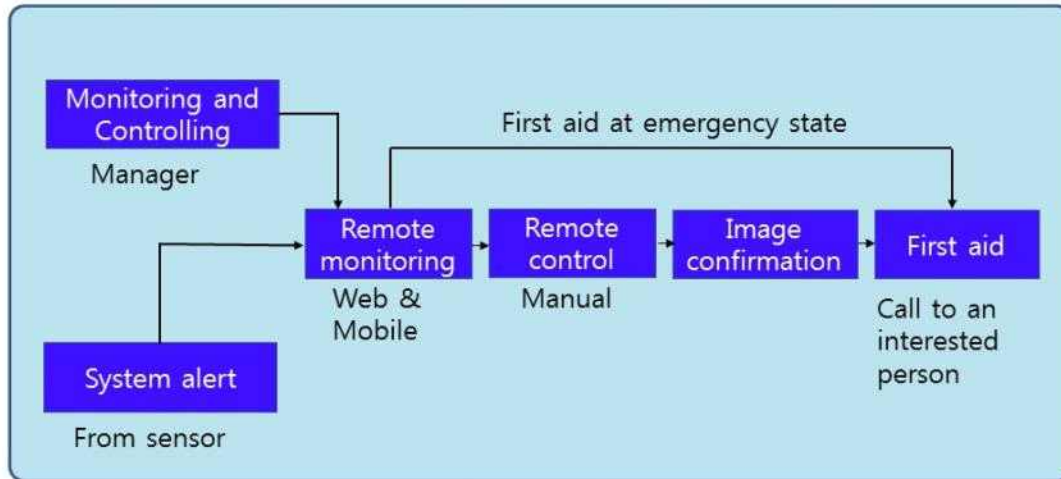 Monitoring and
Controlling
Manager
First aid at emergency state
Remote
monitoring
Web &
Mobile
Remote
control
Manual
Image
confirmation
First aid
Call to an
interested
person
System alert
From sensor